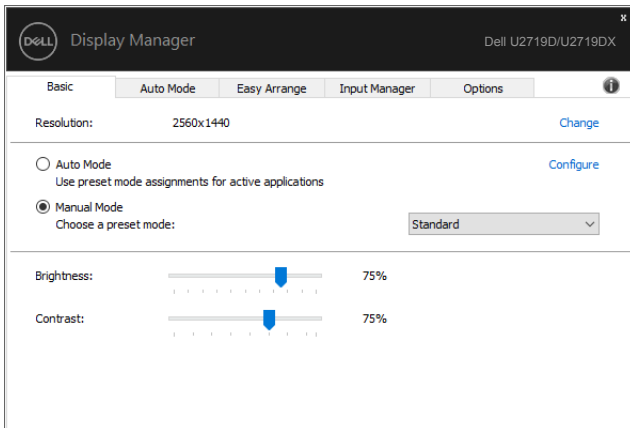 x
DELL Display Manager Dell U2719D/U2719DX
Basic Auto Mode Easy Arrange Input Manager Options i
Resolution: 2560x1440 Change
Auto Mode Configure
Use preset mode assignments for active applications
Manual Mode
Choose a preset mode: Standard
Brightness: 75%
Contrast: 75%